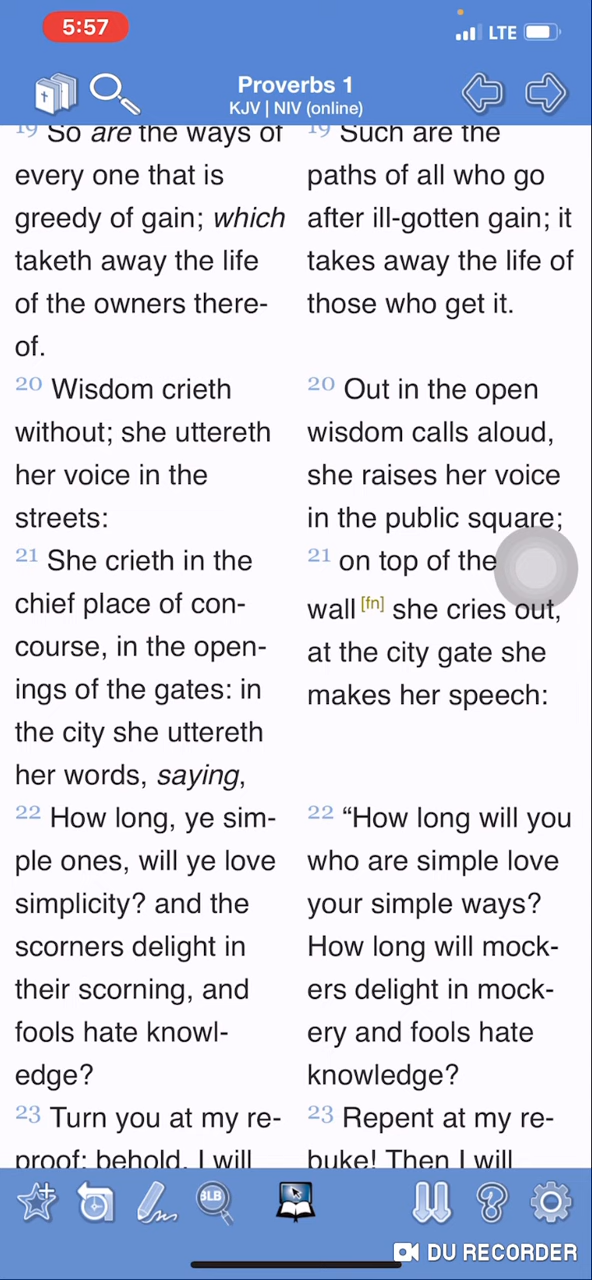 5:57
LTE
Proverbs 1
KJV | NIV (online)
19 So are the ways of
every one that is
greedy of gain; which
taketh away the life
of the owners there-
of.
20 Wisdom crieth
without; she uttereth
her voice in the
streets:
21 She crieth in the
chief place of con-
course, in the open-
ings of the gates: in
the city she uttereth
her words, saying,
22 How long, ye sim-
ple ones, will ye love
simplicity? and the
scorners delight in
their scorning, and
fools hate knowl-
edge?
23 Turn you at my re-
proof: behold, I will
19 Such are the
paths of all who go
after ill-gotten gain; it
takes away the life of
those who get it.
20 Out in the open
wisdom calls aloud,
she raises her voice
in the public square;
21 on top of the
wall [fn] she cries out,
at the city gate she
makes her speech:
22 “How long will you
who are simple love
your simple ways?
How long will mock-
ers delight in mock-
ery and fools hate
knowledge?
23 Repent at my re-
buke! Then I will
BLB
DU RECORDER